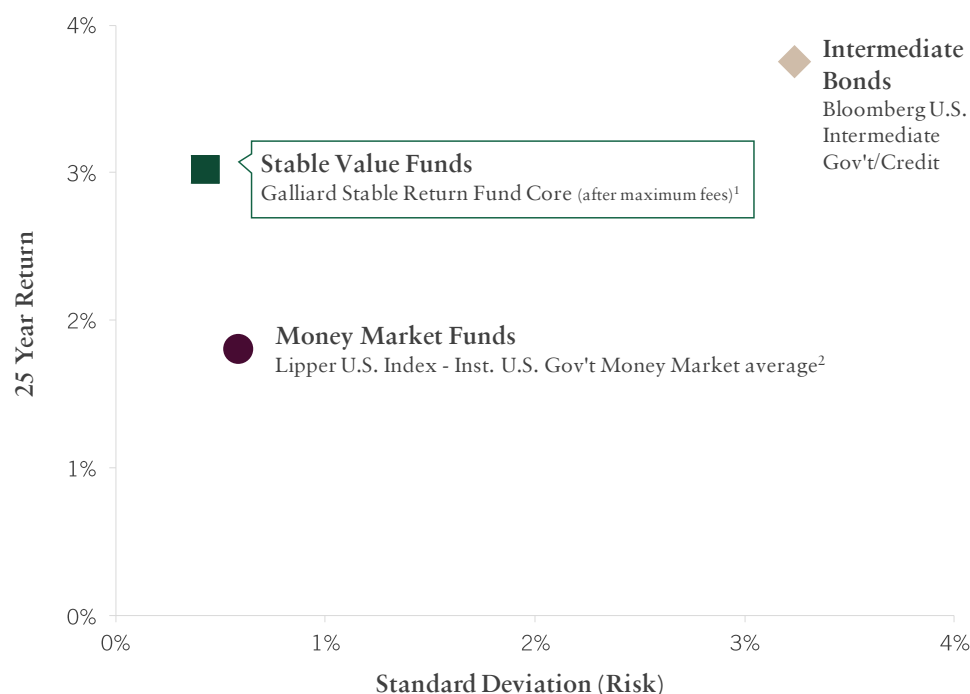 4%
3%
2%
1%
0%
25 Year Return
Intermediate
Bonds
Bloomberg U.S.
Intermediate
Gov't/Credit
Stable Value Funds
Galliard Stable Return Fund Core (after maximum fees)¹
Money Market Funds
Lipper U.S. Index - Inst. U.S. Gov't Money Market average²
0%
1%
2%
3%
4%
Standard Deviation (Risk)